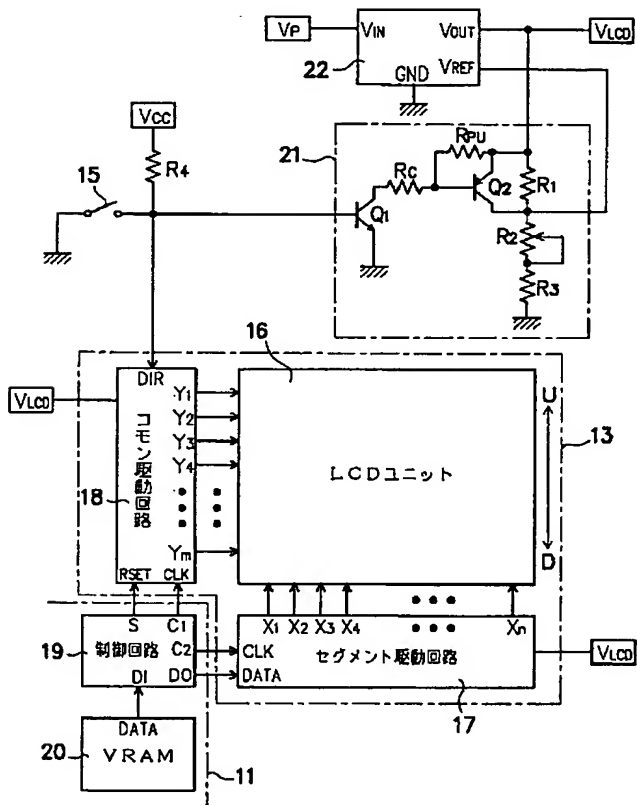 VP
VIN
VOUT
VLCD
VREF
22
GND
VCC
21
RPU
R4
15
RC
Q2
R1
Q1
R2
R3
16
DIR
VLCD
Y1
U
Y2
13
Y3
コモン駆動回路
Y4
LCDユニット
18
Ym
D
RSET
CLK
X1
X2
X3
X4
Xn
S
C1
19
制御回路
C2
CLK
セグメント駆動回路
VLCD
DI
DO
DATA
17
DATA
20
VRAM
11